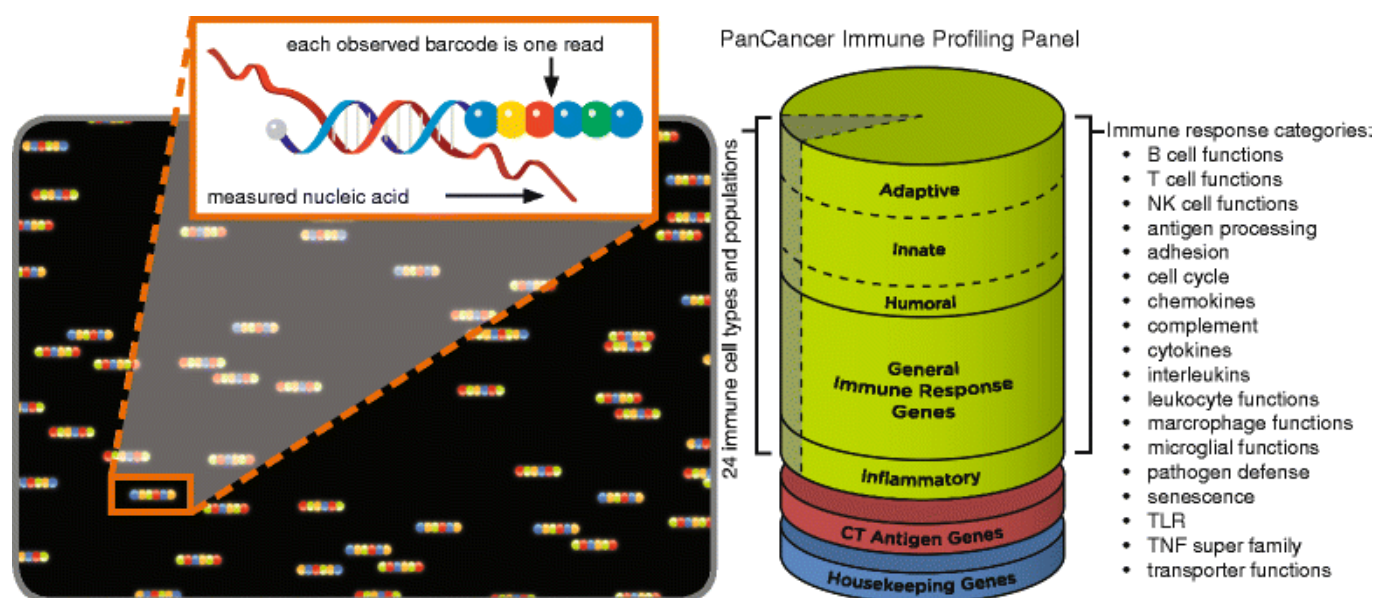 each observed barcode is one read
measured nucleic acid
PanCancer Immune Profiling Panel
24 immune cell types and populations
Adaptive
Innate
Humoral
General
Immune Response
Genes
Inflammatory
CT Antigen Genes
Housekeeping Genes
Immune response categories:
• B cell functions
• T cell functions
• NK cell functions
• antigen processing
• adhesion
• cell cycle
• chemokines
• complement
• cytokines
• interleukins
• leukocyte functions
• marcrophage functions
• microglial functions
• pathogen defense
• senescence
• TLR
• TNF super family
• transporter functions